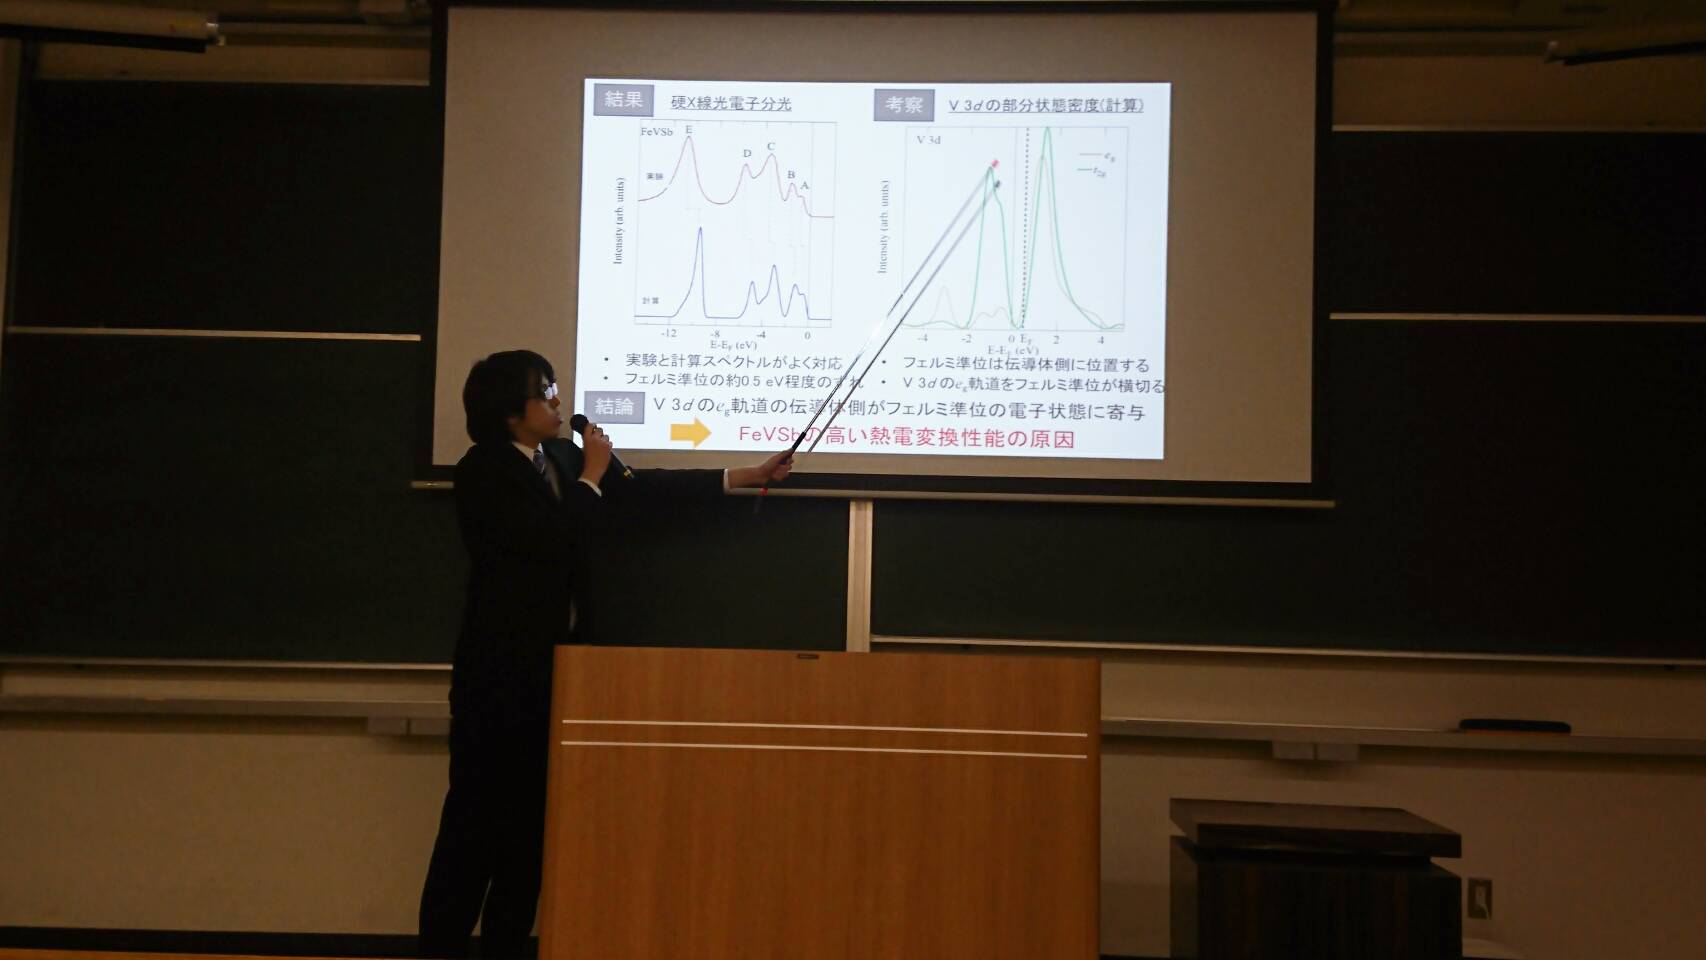 結果 硬X線光電子分光
FeVSb
E
D
C
B
A
実験
計算
Intensity (arb. units)
-12 -8 -4 0
E-EF (eV)
・ 実験と計算スペクトルがよく対応
・ フェルミ準位の約0.5 eV程度のずれ
考察 V 3dの部分状態密度(計算)
V 3d
eg
t2g
Intensity (arb. units)
-4 -2 0 EF 2 4
E-EF (eV)
・ フェルミ準位は伝導体側に位置する
・ V 3dのeg軌道をフェルミ準位が横切る
結論 V 3dのeg軌道の伝導体側がフェルミ準位の電子状態に寄与
FeVSbの高い熱電変換性能の原因